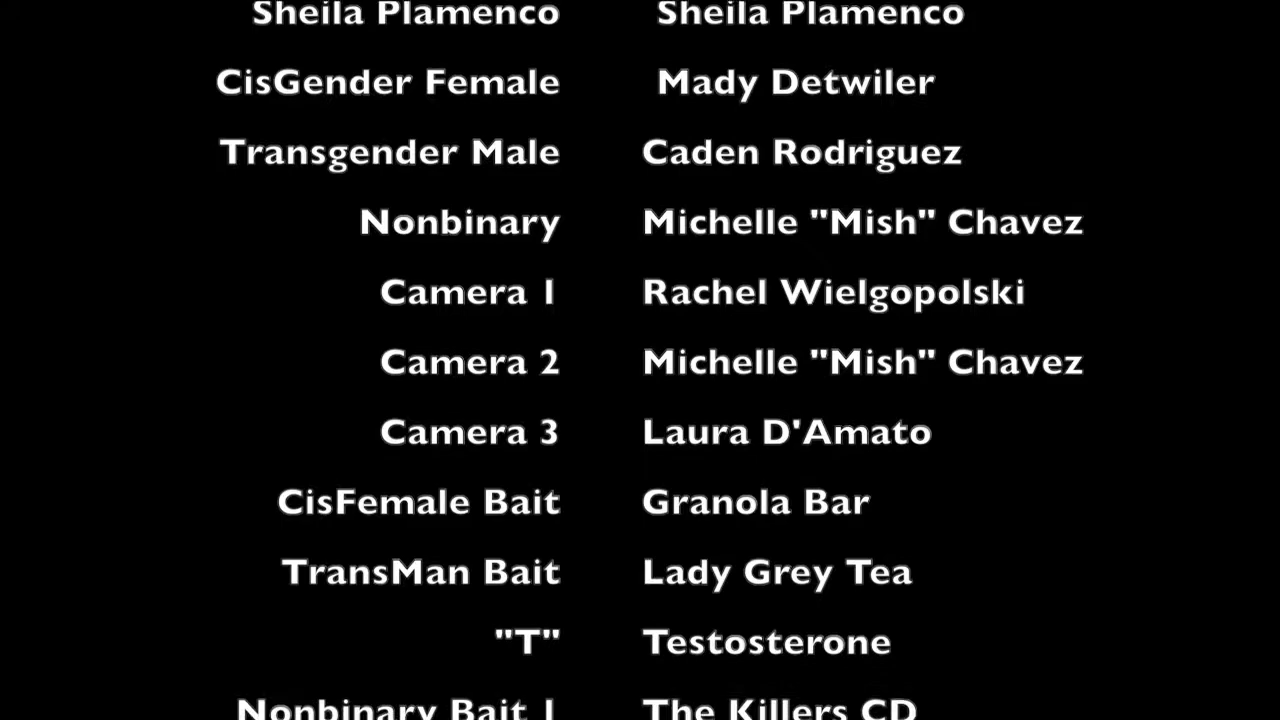 Sheila Plamenco Sheila Plamenco
CisGender Female Mady Detwiler
Transgender Male Caden Rodriguez
Nonbinary Michelle "Mish" Chavez
Camera 1 Rachel Wielgopolski
Camera 2 Michelle "Mish" Chavez
Camera 3 Laura D'Amato
CisFemale Bait Granola Bar
TransMan Bait Lady Grey Tea
"T" Testosterone
Nonbinary Bait 1 The Killers CD